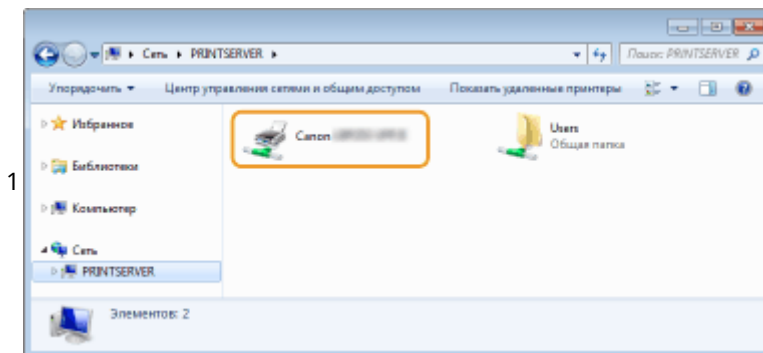 Сеть PRINTSERVER
Поиск: PRINTSERVER
Упорядочить Центр управления сетями и общим доступом Показать удаленные принтеры
Избранное
Canon
Users
Общая папка
Библиотеки
1
Компьютер
Сеть
PRINTSERVER
Элементов: 2